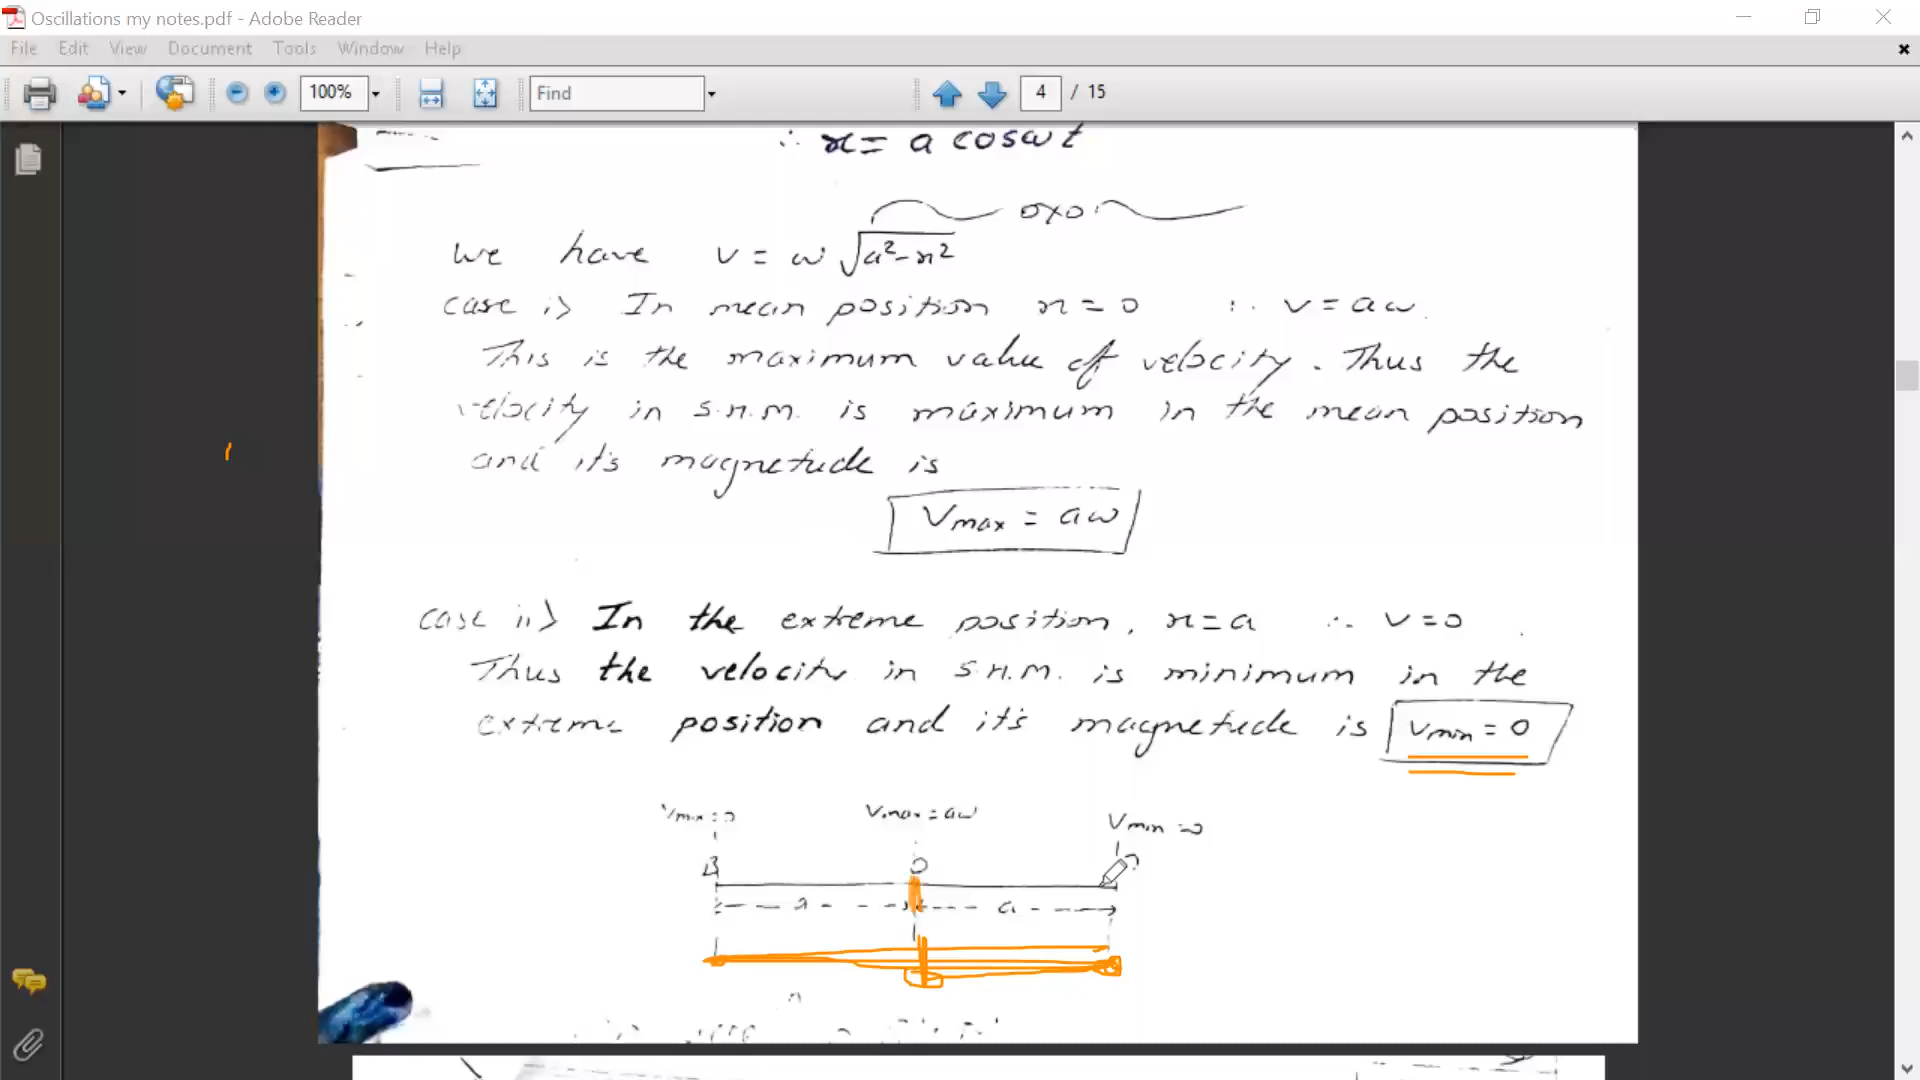 Oscillations my notes.pdf - Adobe Reader
File Edit View Document Tools Window Help
100% Find 4 / 15
∴ x = a cosωt
oxo
We have v = ω √a²-x²
case i> In mean position x = 0 ∴ v = aω.
This is the maximum value of velocity. Thus the
velocity in S.H.M. is maximum in the mean position
and it's magnetude is
Vmax = aω
case ii> In the extreme position, x = a ∴ v = 0
Thus the velocity in S.H.M. is minimum in the
extreme position and it's magnetude is Vmin = 0
Vmin = 0 Vmax = aω Vmin = 0
B O
a a